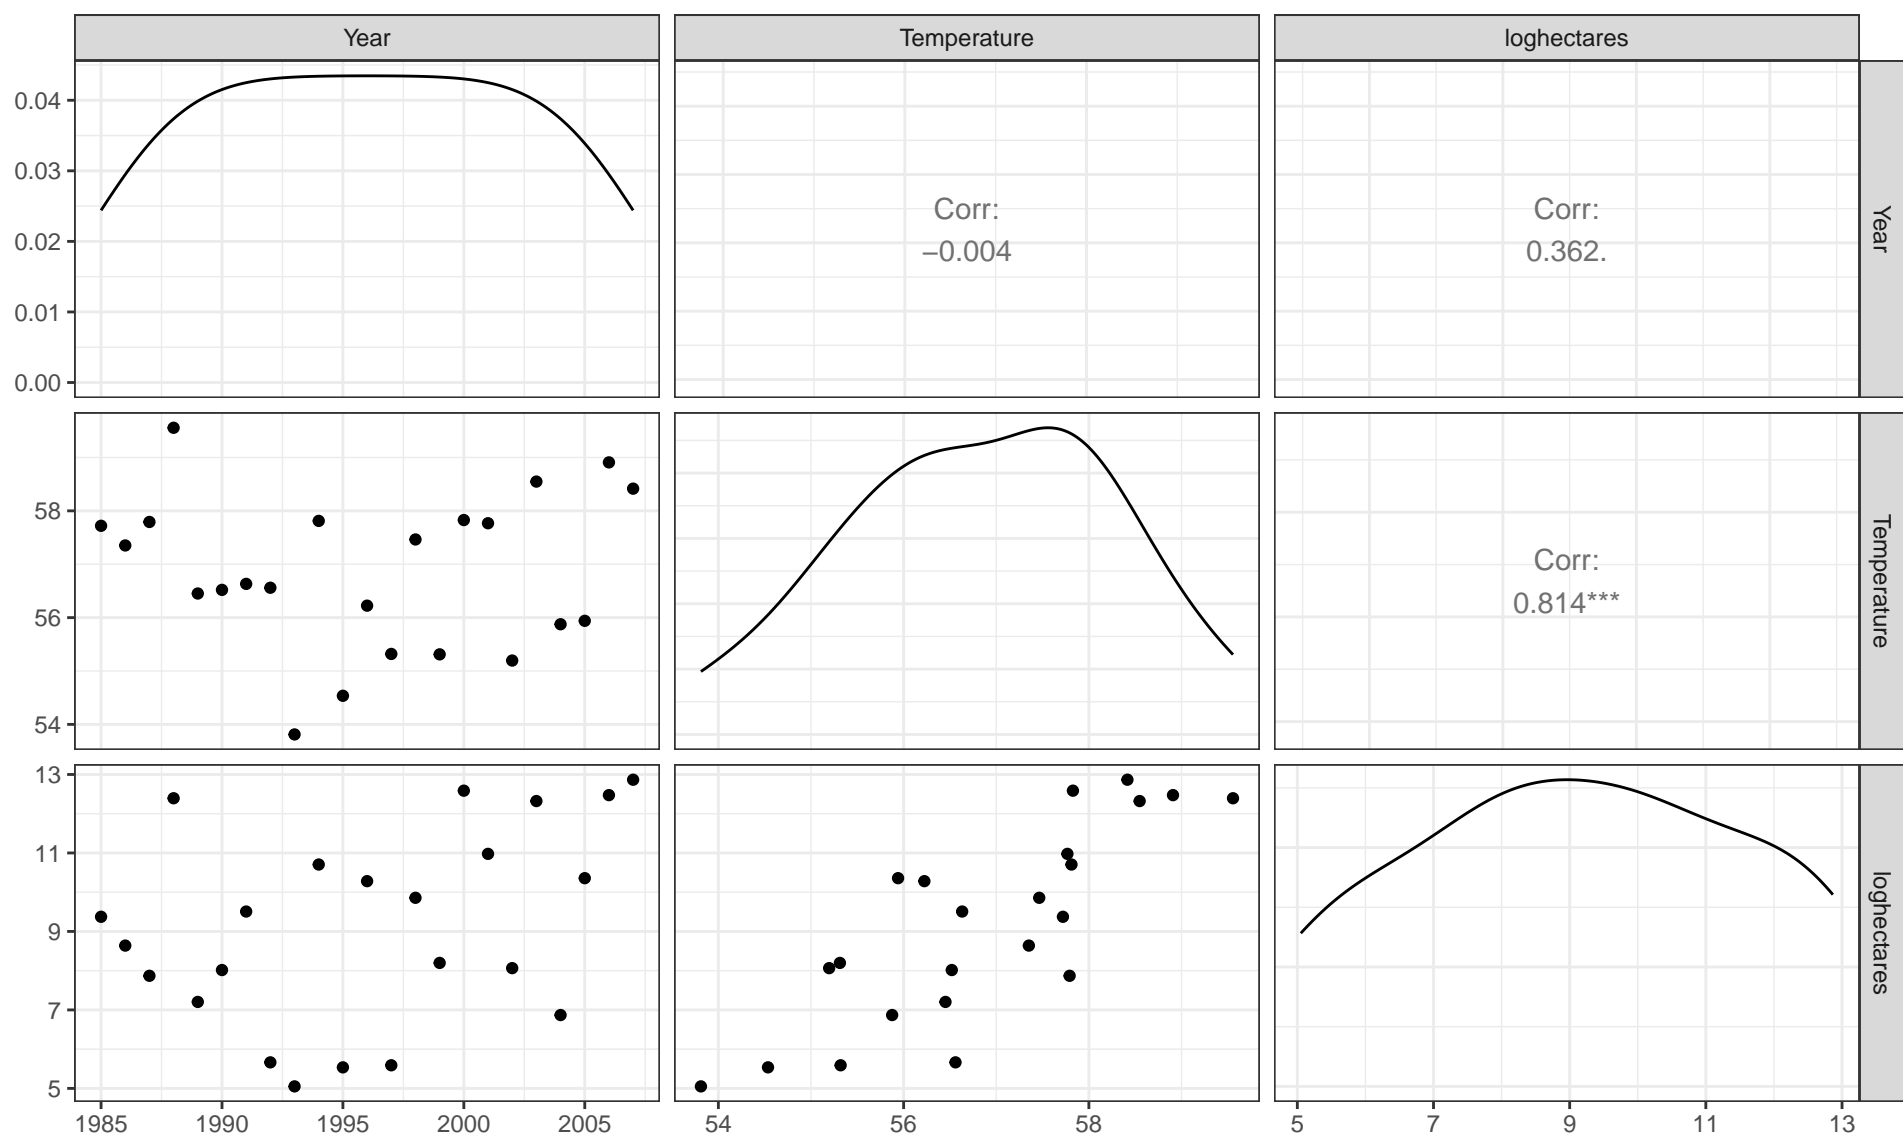 Year Temperature loghectares
0.04
0.03
0.02
0.01
0.00
Corr:
−0.004
Corr:
0.362.
Year
58
56
54
Corr:
0.814***
Temperature
13
11
9
7
5
loghectares
1985 1990 1995 2000 2005 54 56 58 5 7 9 11 13